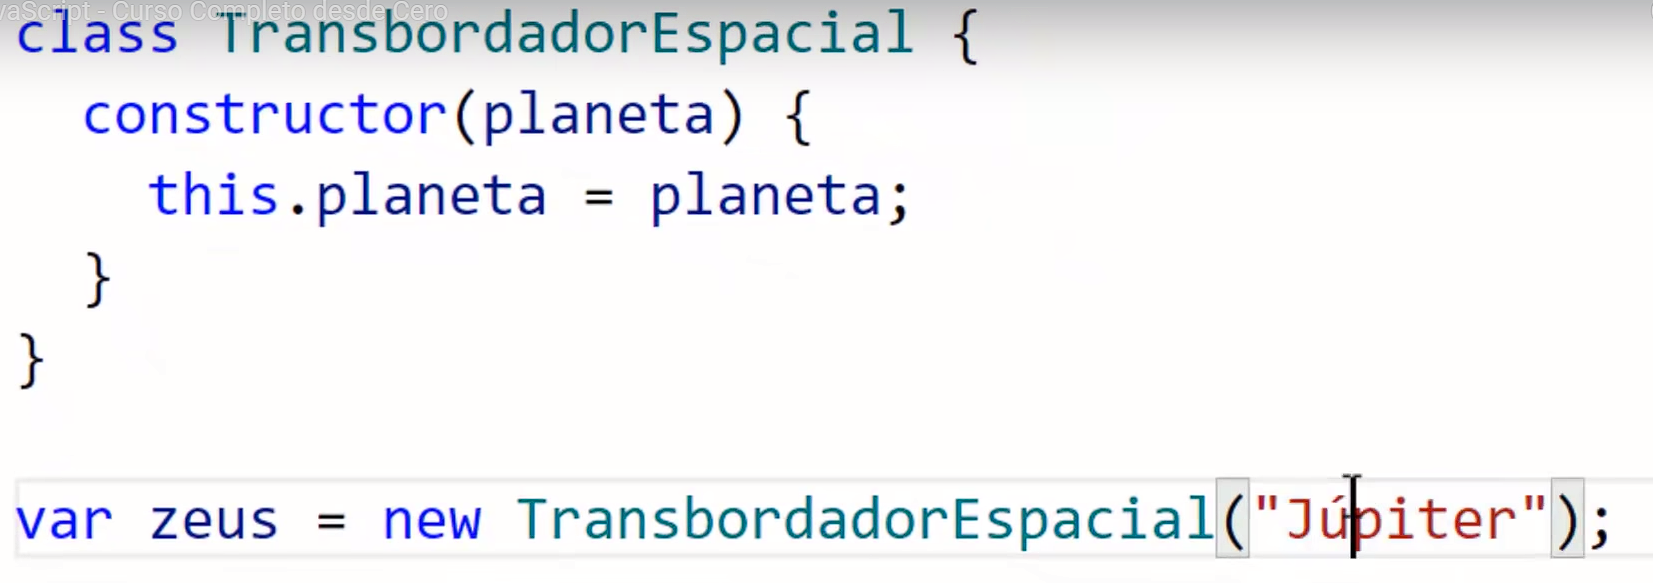 vaScript - Curso Completo desde Cero
class TransbordadorEspacial {
  constructor(planeta) {
    this.planeta = planeta;
  }
}
var zeus = new TransbordadorEspacial("Júpiter");